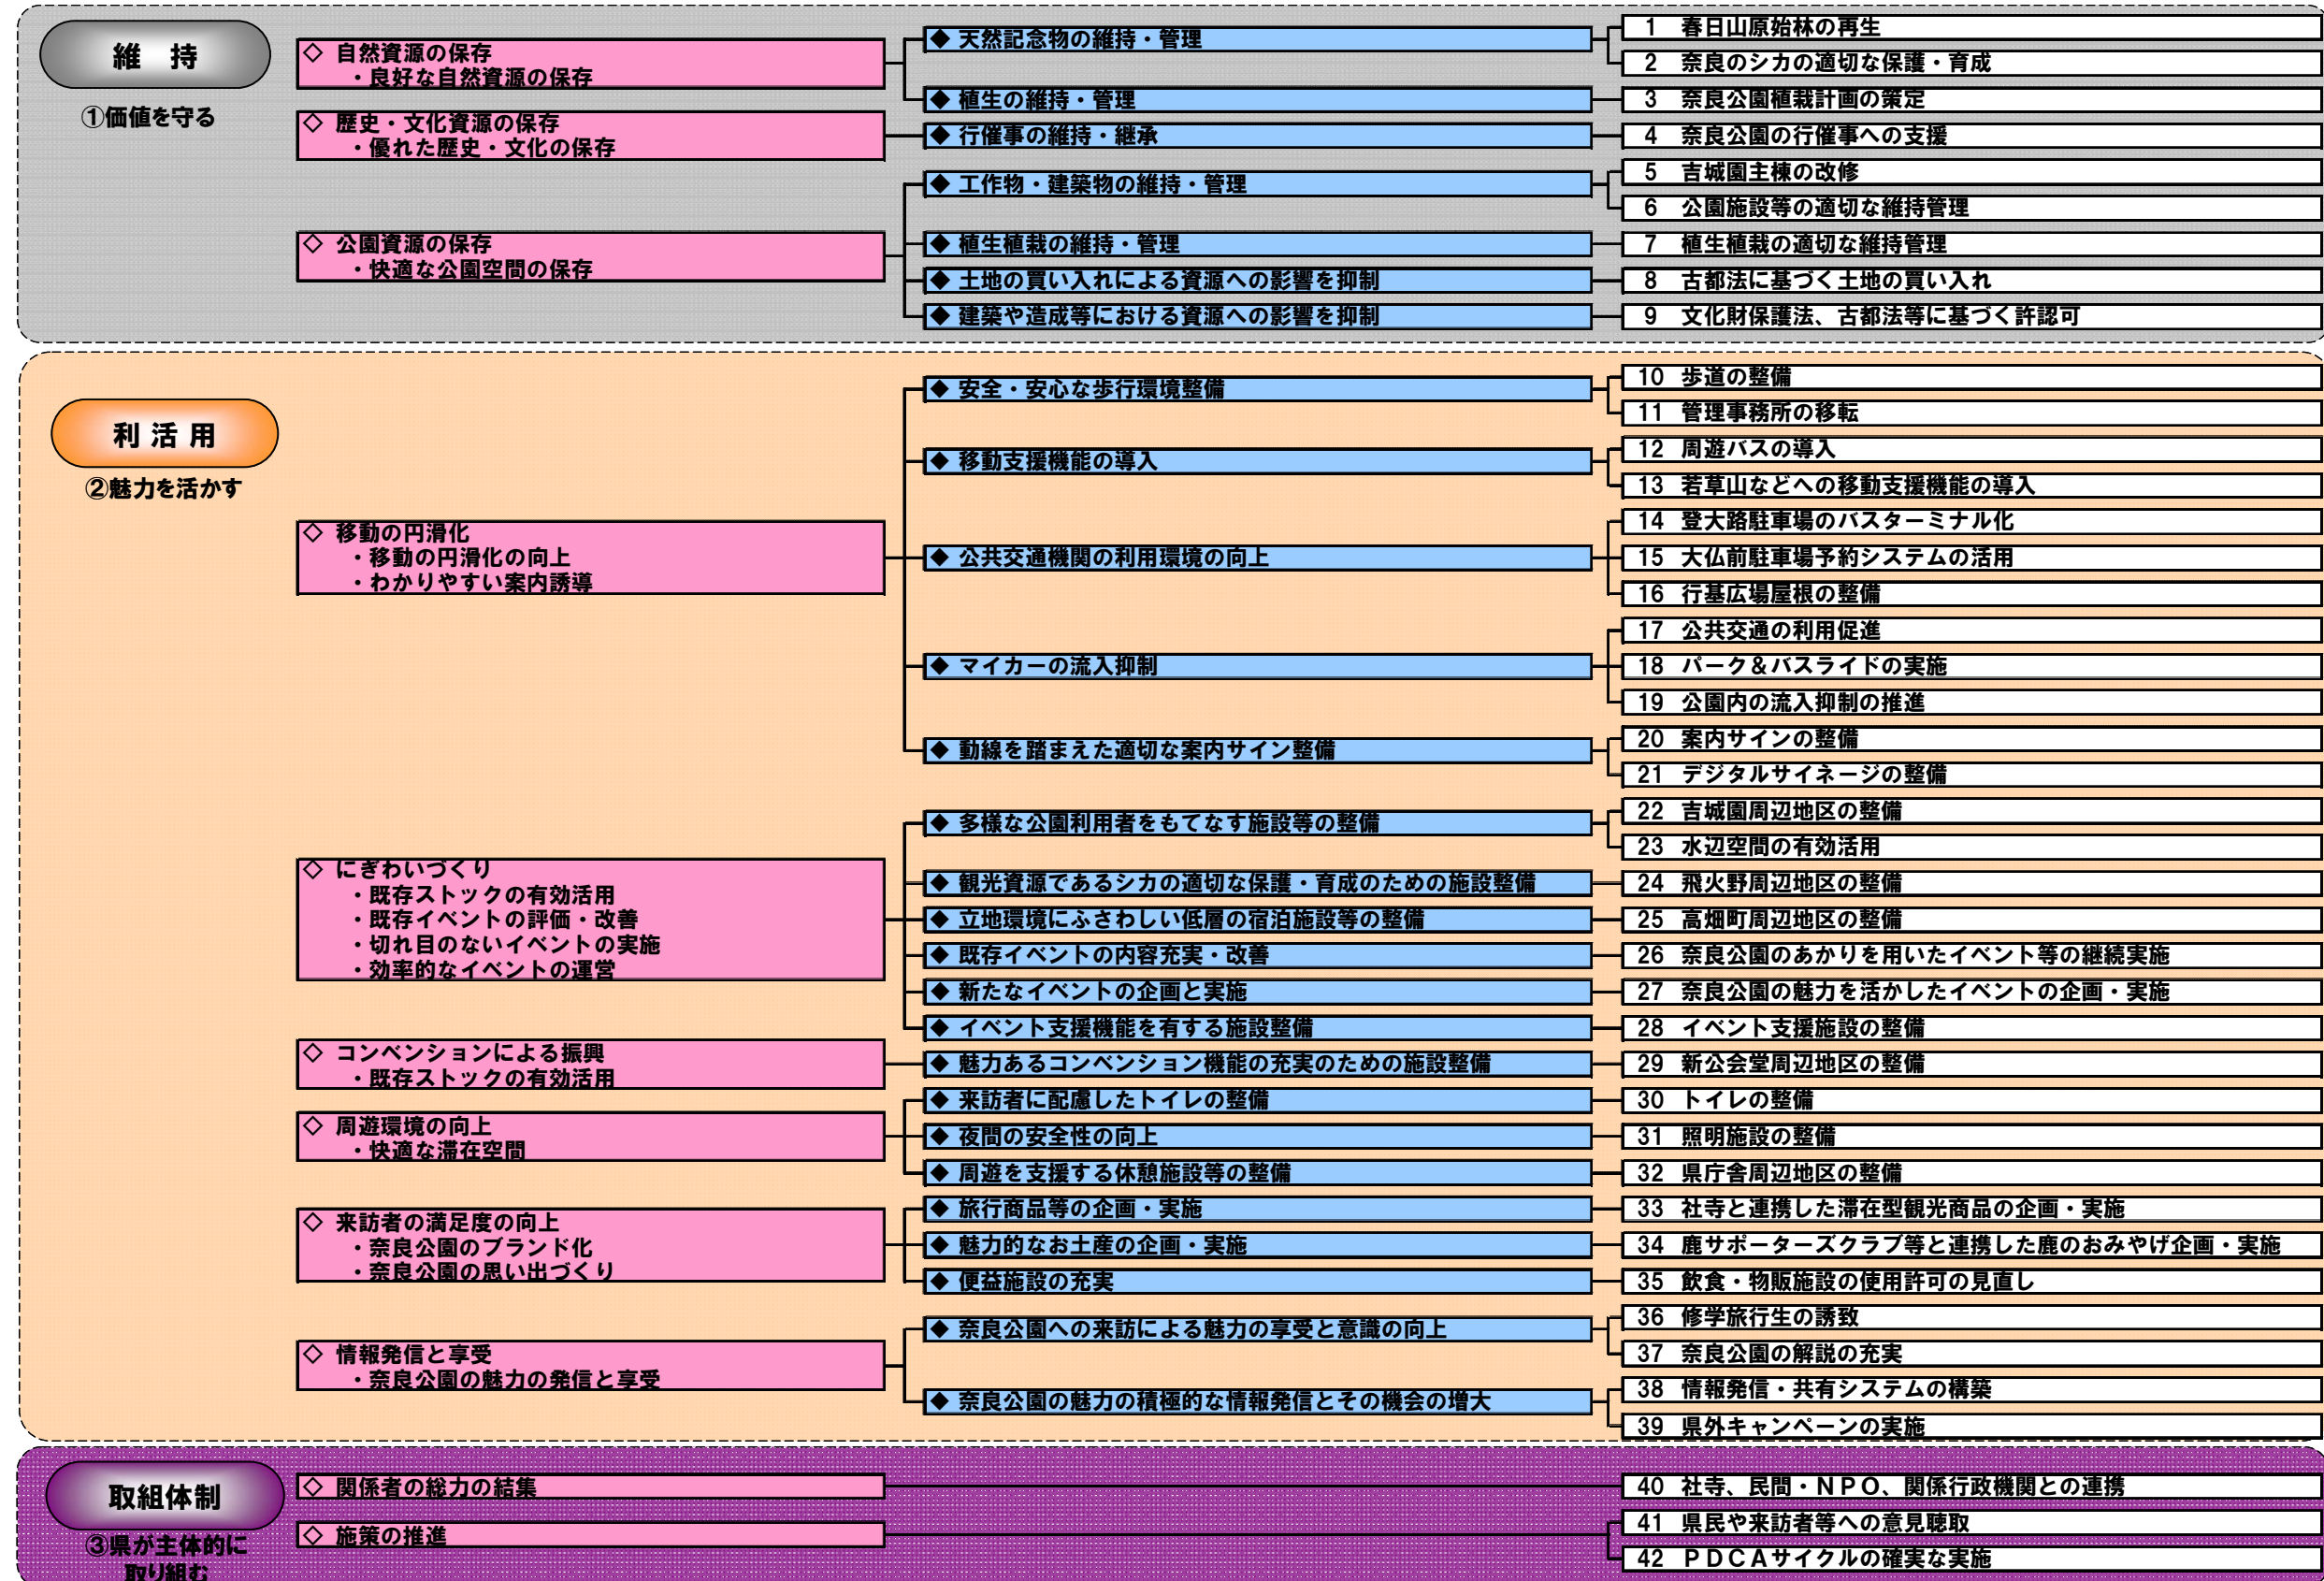 維 持
①価値を守る
◇ 自然資源の保存
・良好な自然資源の保存
◆ 天然記念物の維持・管理
1 春日山原始林の再生
2 奈良のシカの適切な保護・育成
◆ 植生の維持・管理
3 奈良公園植栽計画の策定
◇ 歴史・文化資源の保存
・優れた歴史・文化の保存
◆ 行催事の維持・継承
4 奈良公園の行催事への支援
◇ 公園資源の保存
・快適な公園空間の保存
◆ 工作物・建築物の維持・管理
5 吉城園主棟の改修
6 公園施設等の適切な維持管理
◆ 植生植栽の維持・管理
7 植生植栽の適切な維持管理
◆ 土地の買い入れによる資源への影響を抑制
8 古都法に基づく土地の買い入れ
◆ 建築や造成等における資源への影響を抑制
9 文化財保護法、古都法等に基づく許認可
利 活 用
②魅力を活かす
◇ 移動の円滑化
・移動の円滑化の向上
・わかりやすい案内誘導
◆ 安全・安心な歩行環境整備
10 歩道の整備
11 管理事務所の移転
◆ 移動支援機能の導入
12 周遊バスの導入
13 若草山などへの移動支援機能の導入
◆ 公共交通機関の利用環境の向上
14 登大路駐車場のバスターミナル化
15 大仏前駐車場予約システムの活用
16 行基広場屋根の整備
◆ マイカーの流入抑制
17 公共交通の利用促進
18 パーク＆バスライドの実施
19 公園内の流入抑制の推進
◆ 動線を踏まえた適切な案内サイン整備
20 案内サインの整備
21 デジタルサイネージの整備
◇ にぎわいづくり
・既存ストックの有効活用
・既存イベントの評価・改善
・切れ目のないイベントの実施
・効率的なイベントの運営
◆ 多様な公園利用者をもてなす施設等の整備
22 吉城園周辺地区の整備
23 水辺空間の有効活用
◆ 観光資源であるシカの適切な保護・育成のための施設整備
24 飛火野周辺地区の整備
◆ 立地環境にふさわしい低層の宿泊施設等の整備
25 高畑町周辺地区の整備
◆ 既存イベントの内容充実・改善
26 奈良公園のあかりを用いたイベント等の継続実施
◆ 新たなイベントの企画と実施
27 奈良公園の魅力を活かしたイベントの企画・実施
◆ イベント支援機能を有する施設整備
28 イベント支援施設の整備
◇ コンベンションによる振興
・既存ストックの有効活用
◆ 魅力あるコンベンション機能の充実のための施設整備
29 新公会堂周辺地区の整備
◇ 周遊環境の向上
・快適な滞在空間
◆ 来訪者に配慮したトイレの整備
30 トイレの整備
◆ 夜間の安全性の向上
31 照明施設の整備
◆ 周遊を支援する休憩施設等の整備
32 県庁舎周辺地区の整備
◇ 来訪者の満足度の向上
・奈良公園のブランド化
・奈良公園の思い出づくり
◆ 旅行商品等の企画・実施
33 社寺と連携した滞在型観光商品の企画・実施
◆ 魅力的なお土産の企画・実施
34 鹿サポーターズクラブ等と連携した鹿のおみやげ企画・実施
◆ 便益施設の充実
35 飲食・物販施設の使用許可の見直し
◇ 情報発信と享受
・奈良公園の魅力の発信と享受
◆ 奈良公園への来訪による魅力の享受と意識の向上
36 修学旅行生の誘致
37 奈良公園の解説の充実
◆ 奈良公園の魅力の積極的な情報発信とその機会の増大
38 情報発信・共有システムの構築
39 県外キャンペーンの実施
取組体制
③県が主体的に
取り組む
◇ 関係者の総力の結集
40 社寺、民間・ＮＰＯ、関係行政機関との連携
◇ 施策の推進
41 県民や来訪者等への意見聴取
42 ＰＤＣＡサイクルの確実な実施